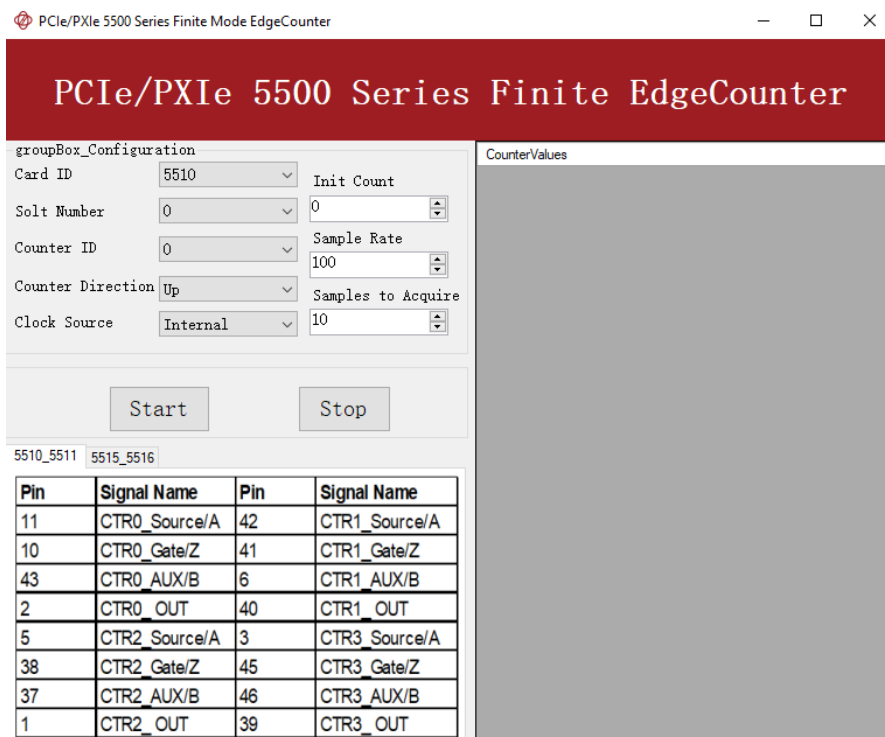 PCIe/PXIe 5500 Series Finite Mode EdgeCounter
PCIe/PXIe 5500 Series Finite EdgeCounter
groupBox_Configuration
Card ID 5510
Solt Number 0
Counter ID 0
Counter Direction Up
Clock Source Internal
Init Count
0
Sample Rate
100
Samples to Acquire
10
Start Stop
5510_5511 5515_5516
Pin Signal Name Pin Signal Name
11 CTR0_Source/A 42 CTR1_Source/A
10 CTR0_Gate/Z 41 CTR1_Gate/Z
43 CTR0_AUX/B 6 CTR1_AUX/B
2 CTR0_OUT 40 CTR1_OUT
5 CTR2_Source/A 3 CTR3_Source/A
38 CTR2_Gate/Z 45 CTR3_Gate/Z
37 CTR2_AUX/B 46 CTR3_AUX/B
1 CTR2_OUT 39 CTR3_OUT
CounterValues